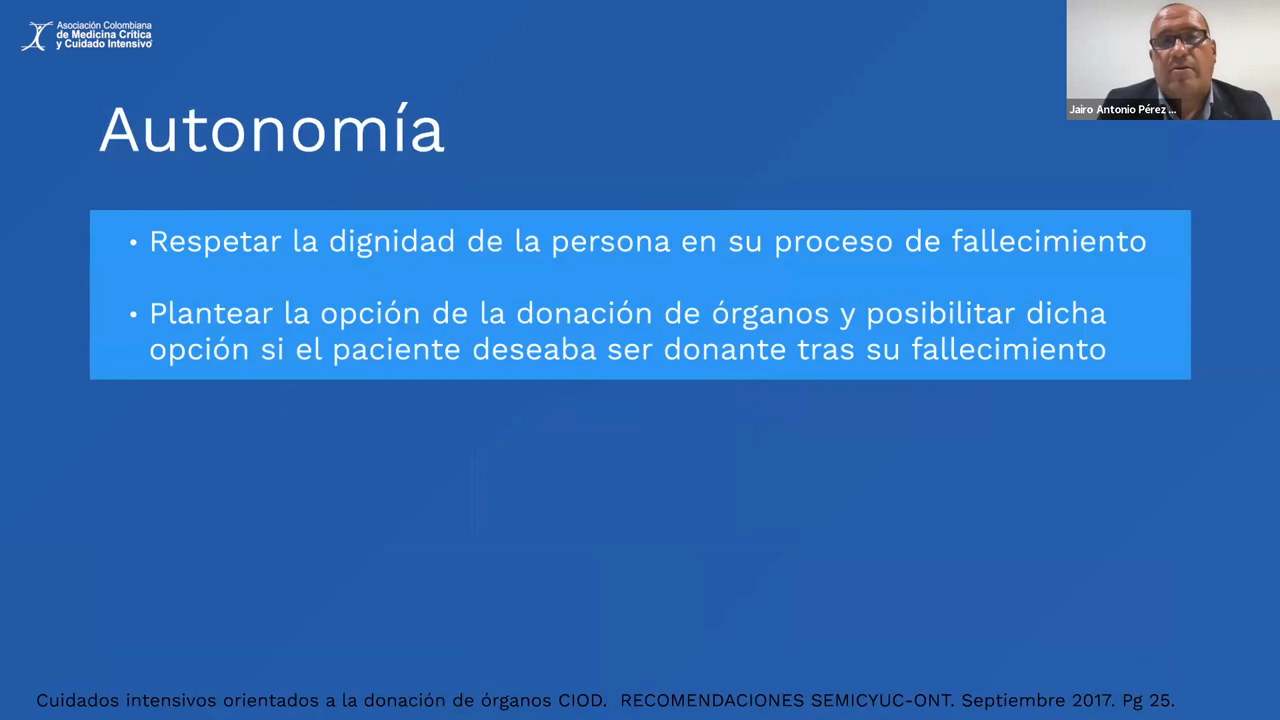 Asociación Colombiana
de Medicina Crítica
y Cuidado Intensivo
Jairo Antonio Pérez ...
Autonomía
• Respetar la dignidad de la persona en su proceso de fallecimiento
• Plantear la opción de la donación de órganos y posibilitar dicha
opción si el paciente deseaba ser donante tras su fallecimiento
Cuidados intensivos orientados a la donación de órganos CIOD. RECOMENDACIONES SEMICYUC-ONT. Septiembre 2017. Pg 25.